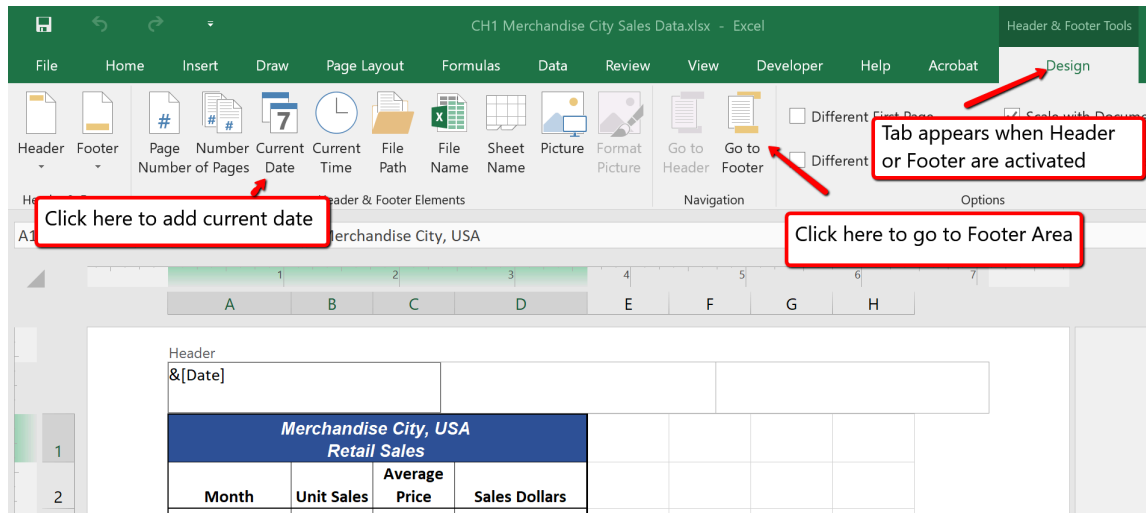 CH1 Merchandise City Sales Data.xlsx - Excel
Header & Footer Tools
File Home Insert Draw Page Layout Formulas Data Review View Developer Help Acrobat Design
#
# #
7
X
Header Footer Page Number Current Current File File Sheet Picture Format Go to Go to
Number of Pages Date Time Path Name Name Picture Header Footer
Different First Page
Scale with Docume
Different
Tab appears when Header
or Footer are activated
Header & Footer Elements
Navigation
Options
Click here to add current date
Click here to go to Footer Area
A1
Merchandise City, USA
1 2 3 4 5 6 7
A B C D E F G H
Header
&[Date]
1
Merchandise City, USA
Retail Sales
2
Month Unit Sales Average Price Sales Dollars